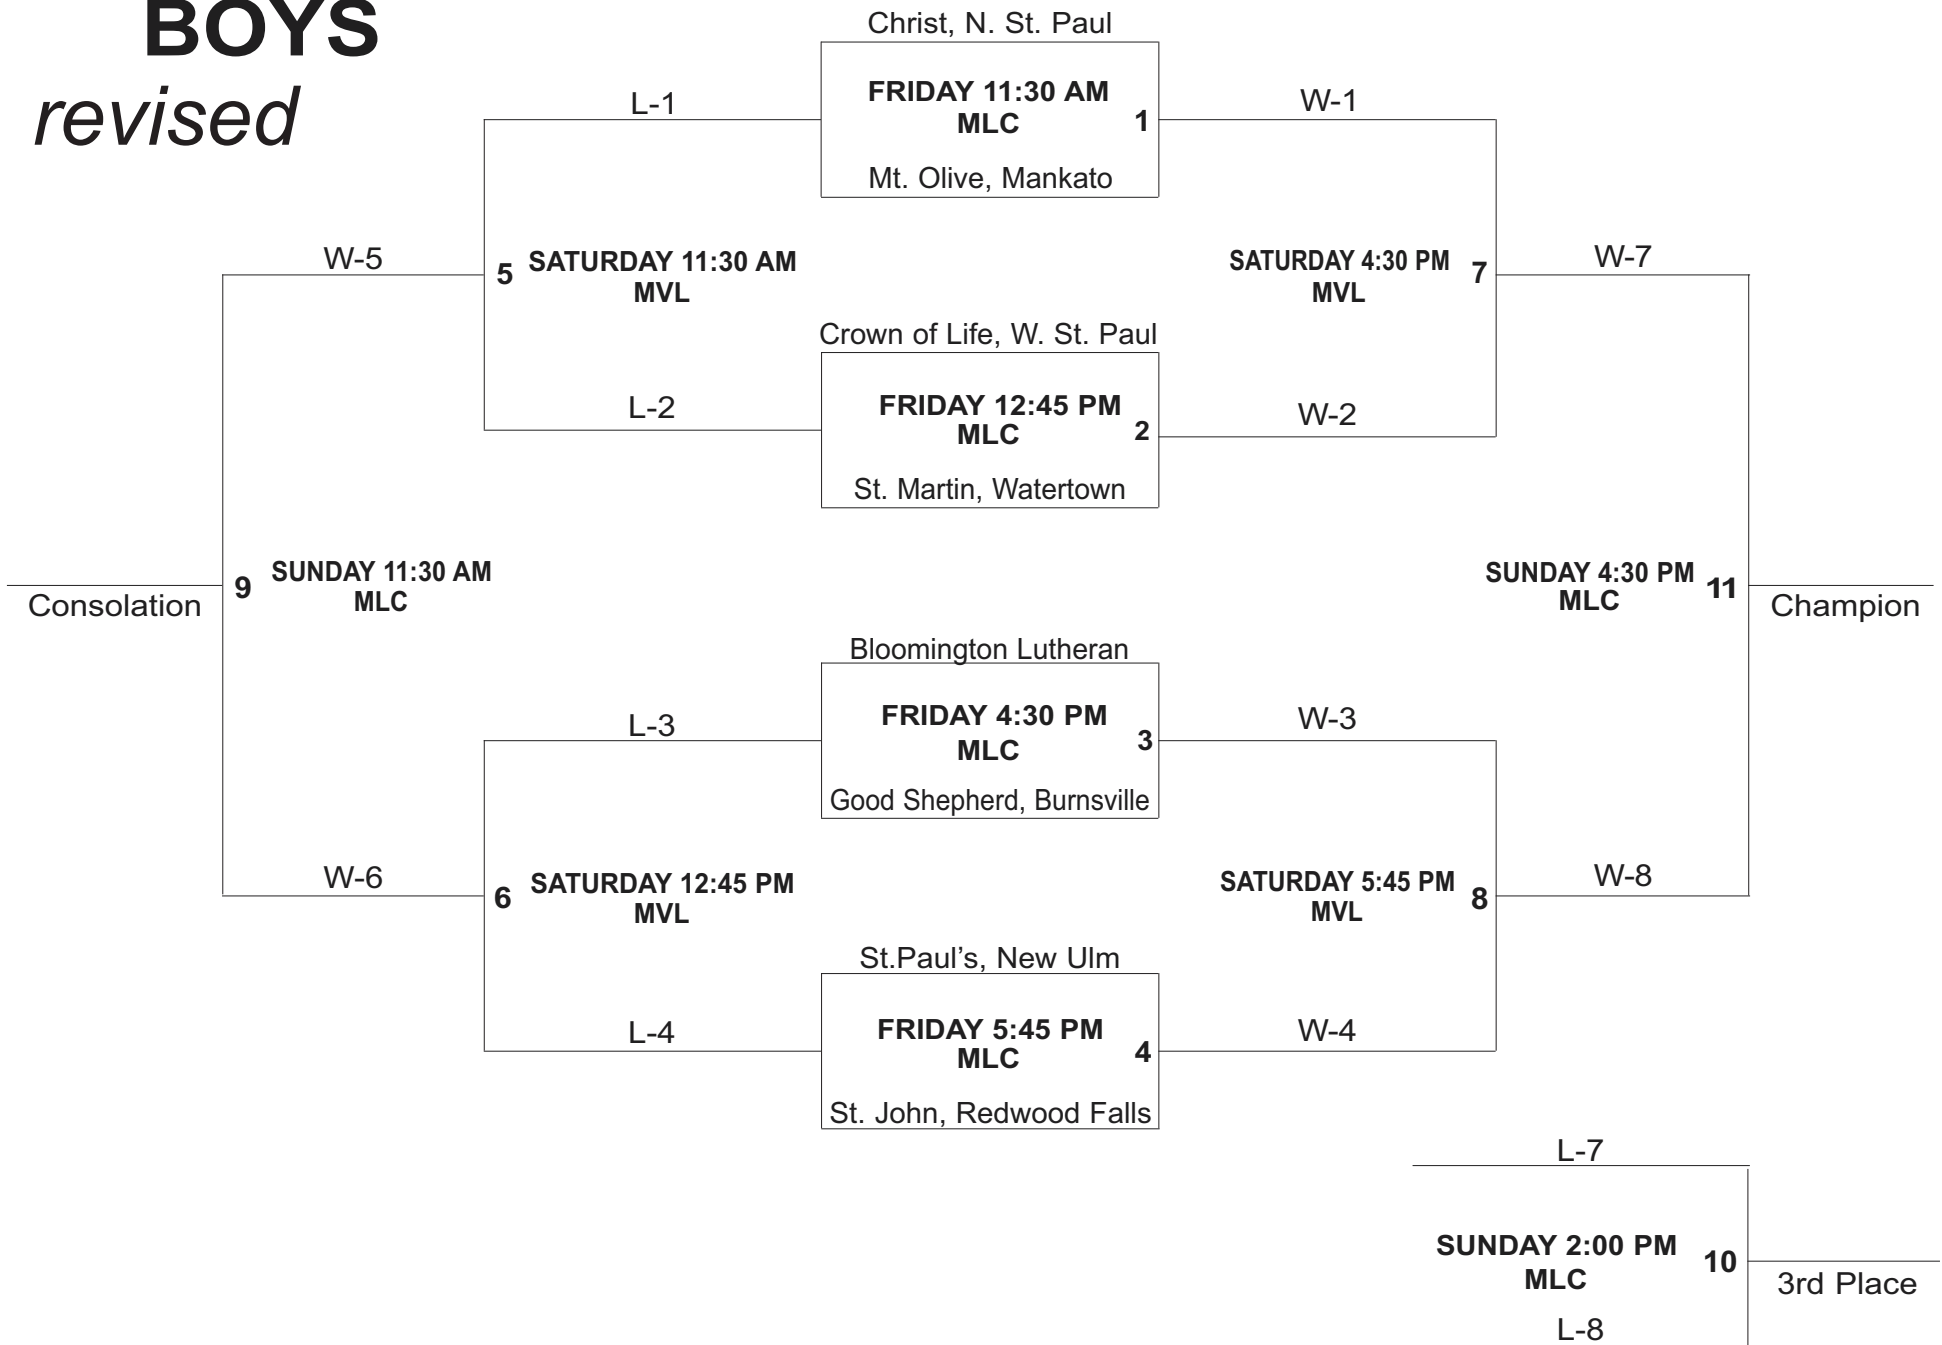 BOYS
revised
Christ, N. St. Paul
FRIDAY 11:30 AM
MLC
1
Mt. Olive, Mankato
L-1
W-1
W-5
5
SATURDAY 11:30 AM
MVL
SATURDAY 4:30 PM
MVL
7
W-7
Crown of Life, W. St. Paul
FRIDAY 12:45 PM
MLC
2
St. Martin, Watertown
L-2
W-2
Consolation
9
SUNDAY 11:30 AM
MLC
SUNDAY 4:30 PM
MLC
11
Champion
Bloomington Lutheran
FRIDAY 4:30 PM
MLC
3
Good Shepherd, Burnsville
L-3
W-3
W-6
6
SATURDAY 12:45 PM
MVL
SATURDAY 5:45 PM
MVL
8
W-8
St.Paul’s, New Ulm
FRIDAY 5:45 PM
MLC
4
St. John, Redwood Falls
L-4
W-4
L-7
SUNDAY 2:00 PM
MLC
10
3rd Place
L-8